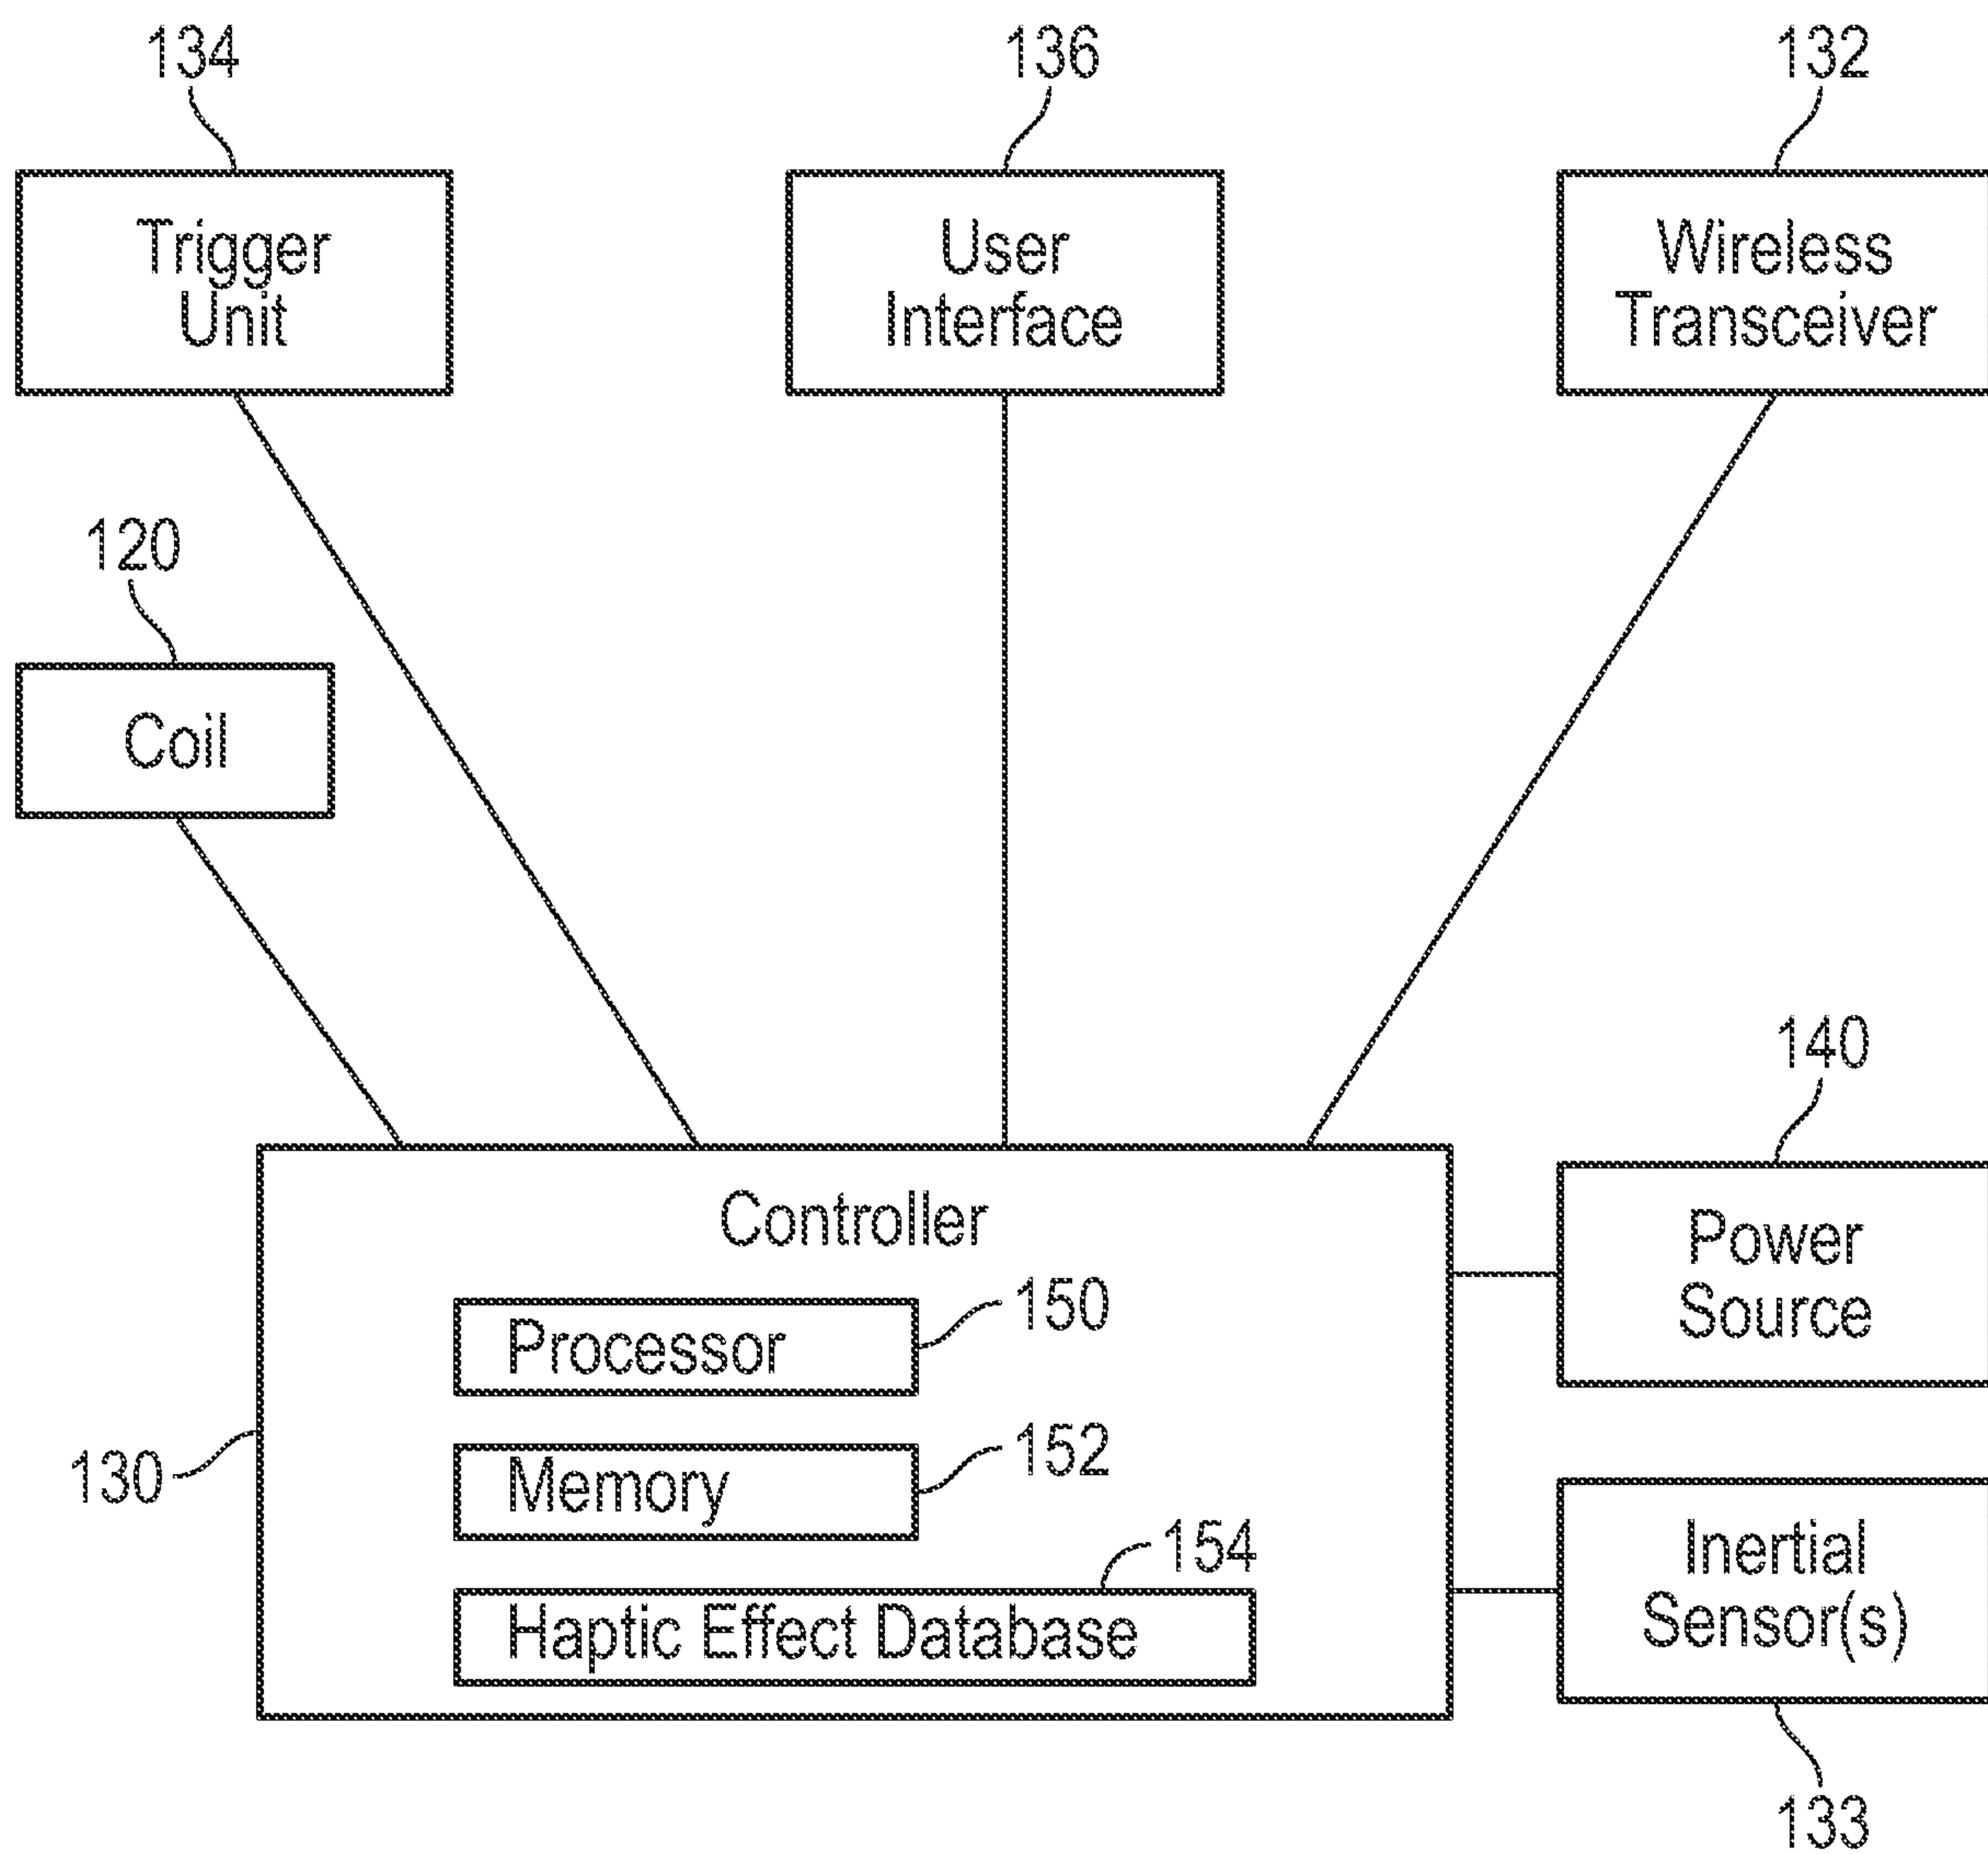 134
136
132
Trigger
Unit
User
Interface
Wireless
Transceiver
120
Coil
140
Controller
Power
Source
Processor
150
130
Memory
152
154
Haptic Effect Database
Inertial
Sensor(s)
133